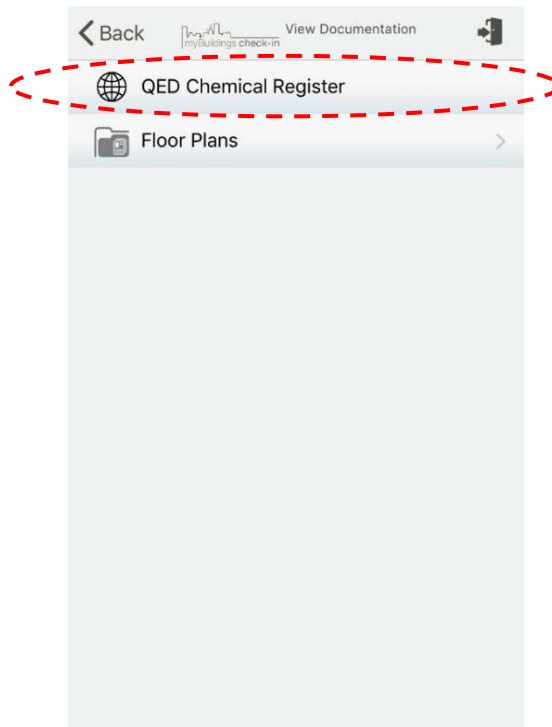 Back
myBuildings check-in
View Documentation
QED Chemical Register
Floor Plans